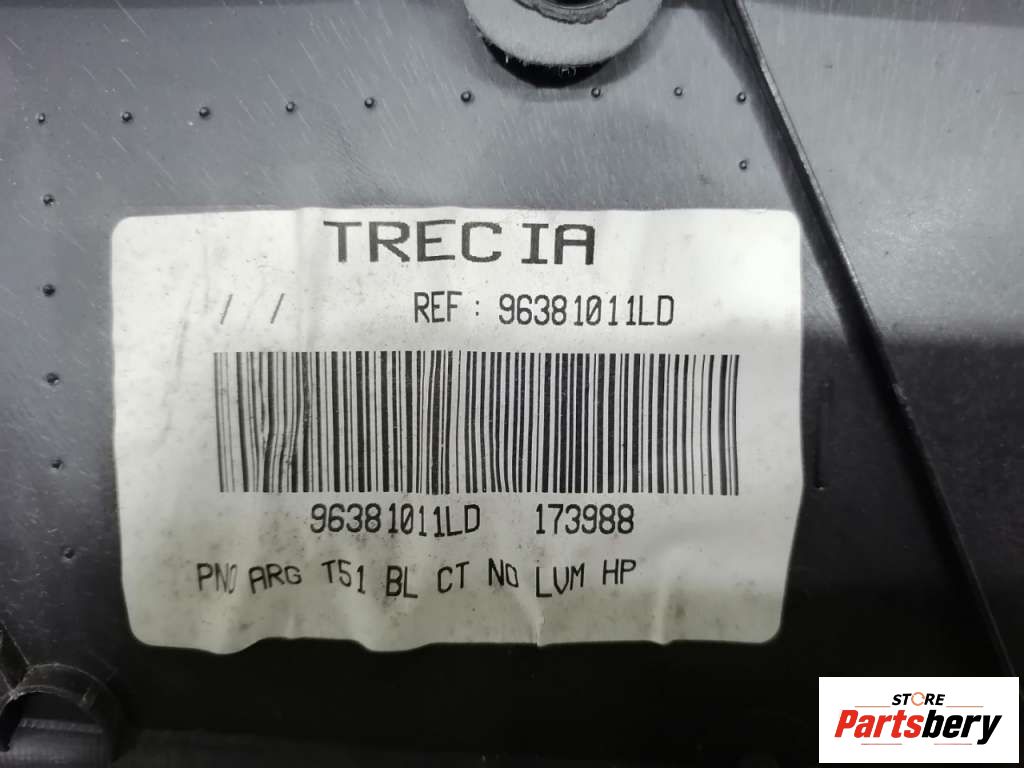 TRECIA
/ / REF : 96381011LD
96381011LD 173988
PNO ARG T51 BL CT NO LVM HP
STORE
Partsbery